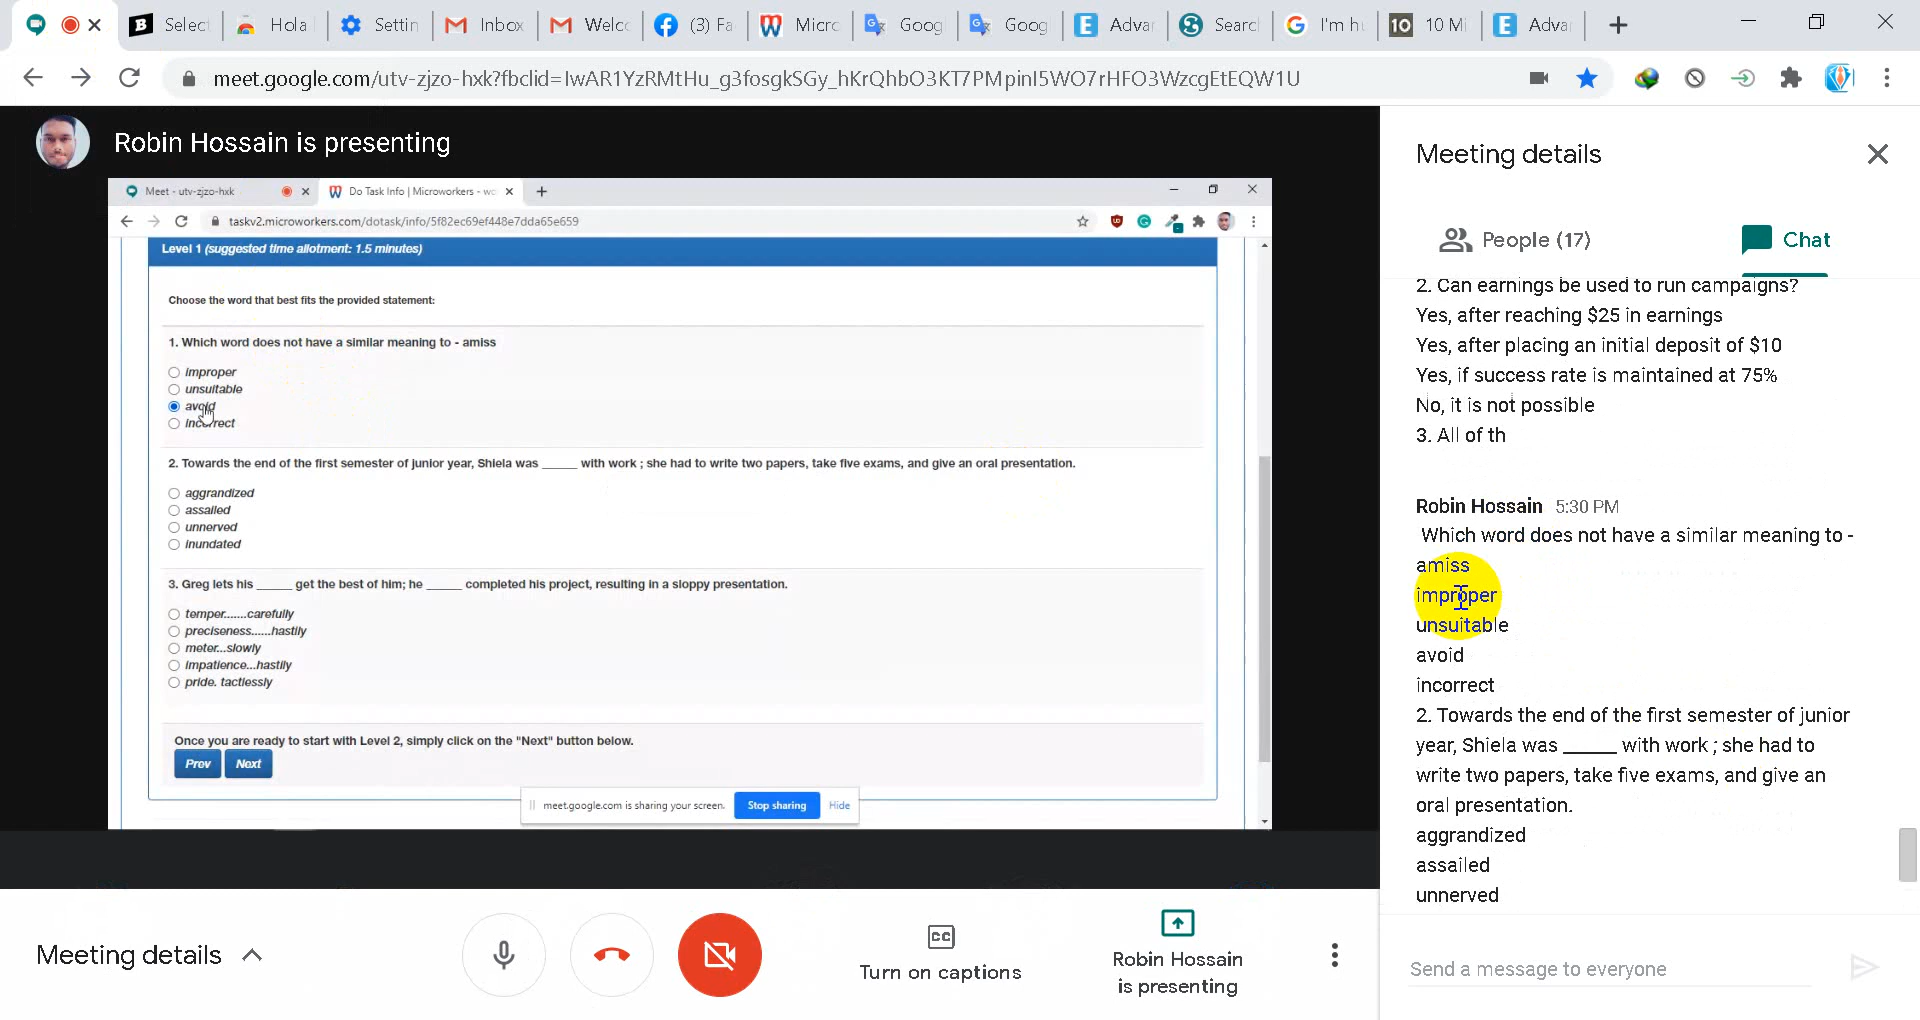 Select
Hola
Settin
Inbox
Welc
(3) Fa
Micro
Goog
Goog
Adva
Searc
I'm hu
10
10 Mi
Adva
meet.google.com/utv-zjzo-hxk?fbclid=IwAR1YzRMtHu_g3fosgkSGy_hKrQhbO3KT7PMpinI5WO7rHFO3WzcgEtEQW1U
Robin Hossain is presenting
Meet - utv-zjzo-hxk
Do Task Info | Microworkers - wo
taskv2.microworkers.com/dotask/info/5f82ec69ef448e7dda65e659
Level 1 (suggested time allotment: 1.5 minutes)
Choose the word that best fits the provided statement:
1. Which word does not have a similar meaning to - amiss
improper
unsuitable
avoid
incorrect
2. Towards the end of the first semester of junior year, Shiela was _____ with work ; she had to write two papers, take five exams, and give an oral presentation.
aggrandized
assailed
unnerved
inundated
3. Greg lets his _____ get the best of him; he _____ completed his project, resulting in a sloppy presentation.
temper.......carefully
preciseness......hastily
meter...slowly
impatience...hastily
pride. tactlessly
Once you are ready to start with Level 2, simply click on the "Next" button below.
Prev
Next
meet.google.com is sharing your screen.
Stop sharing
Hide
Meeting details
People (17)
Chat
2. Can earnings be used to run campaigns?
Yes, after reaching $25 in earnings
Yes, after placing an initial deposit of $10
Yes, if success rate is maintained at 75%
No, it is not possible
3. All of th
Robin Hossain 5:30 PM
Which word does not have a similar meaning to -
amiss
improper
unsuitable
avoid
incorrect
2. Towards the end of the first semester of junior
year, Shiela was _____ with work ; she had to
write two papers, take five exams, and give an
oral presentation.
aggrandized
assailed
unnerved
Send a message to everyone
Meeting details
Turn on captions
Robin Hossain
is presenting